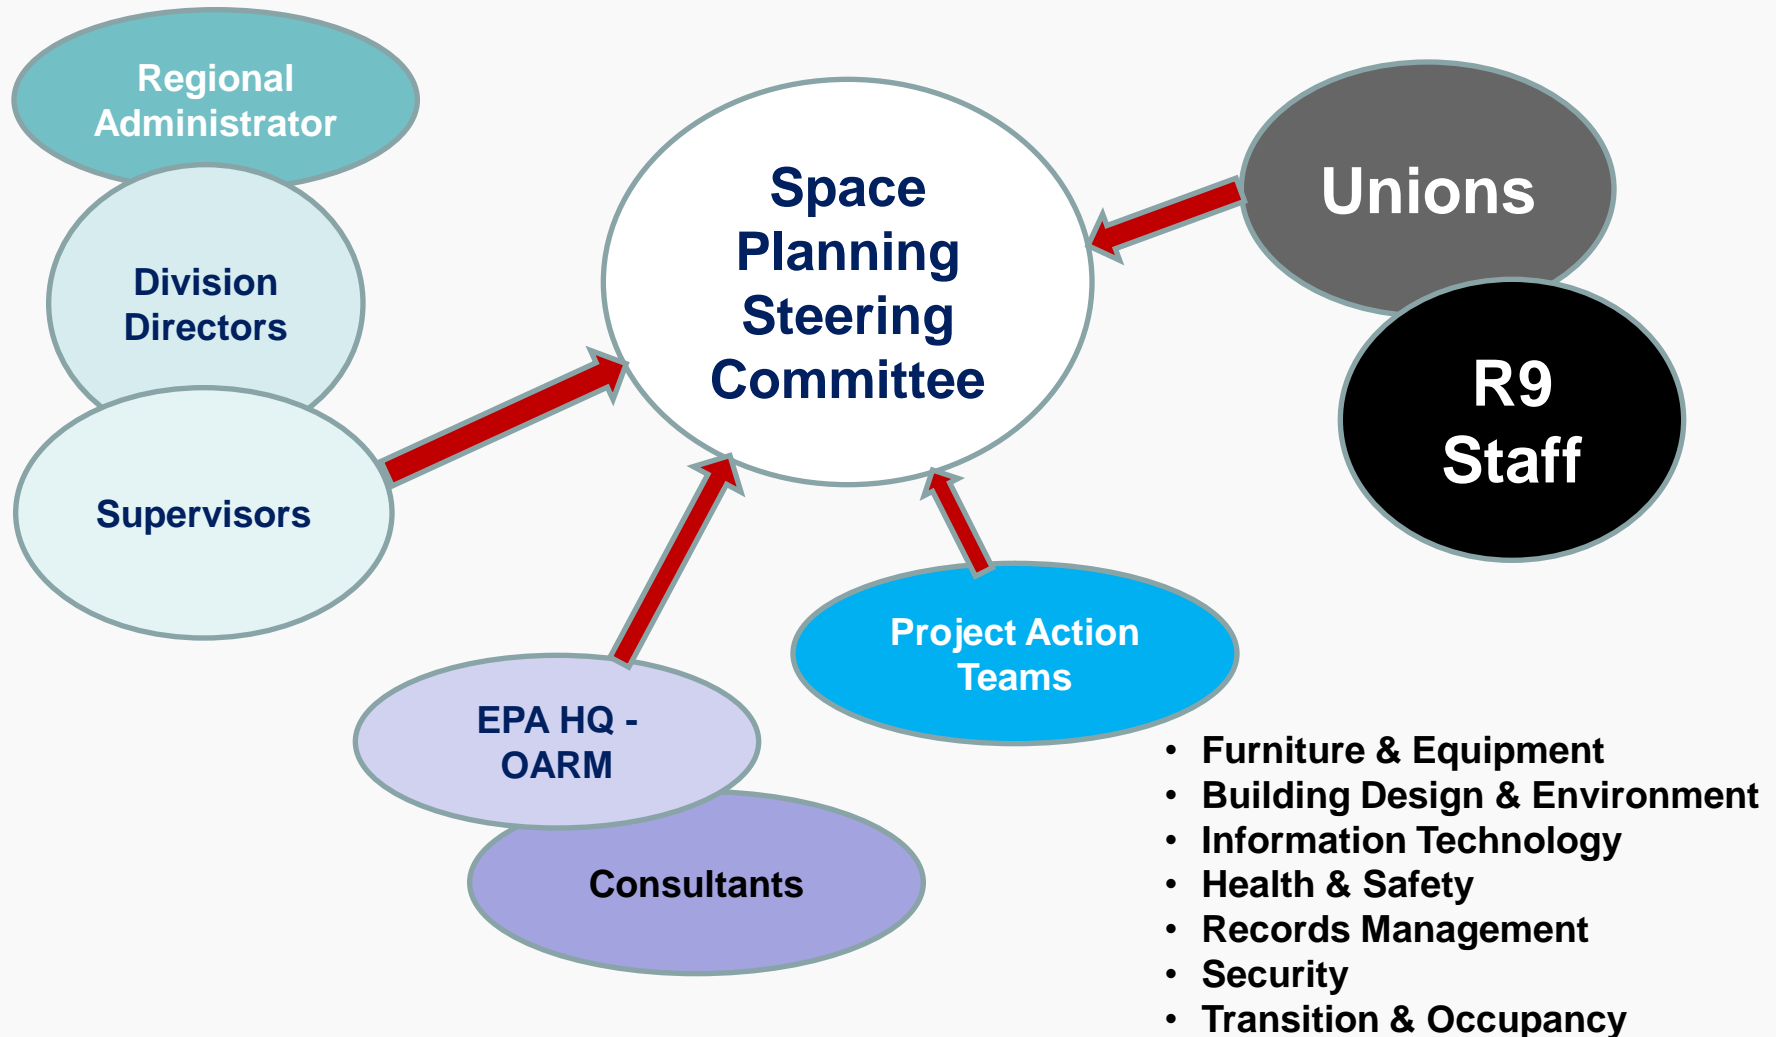 Regional
Administrator
Division
Directors
Supervisors
Space
Planning
Steering
Committee
Unions
R9
Staff
EPA HQ -
OARM
Consultants
Project Action
Teams
• Furniture & Equipment
• Building Design & Environment
• Information Technology
• Health & Safety
• Records Management
• Security
• Transition & Occupancy